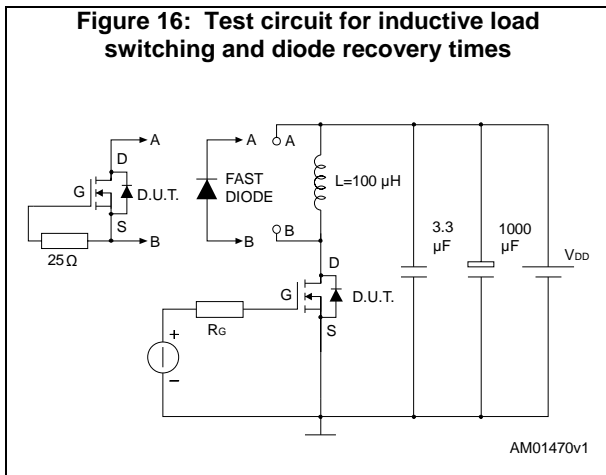 Figure 16: Test circuit for inductive load
switching and diode recovery times
A
D
G
D.U.T.
S
B
25Ω
A
FAST
DIODE
B
A
L=100 µH
B
D
G
D.U.T.
S
RG
+
–
3.3
µF
1000
µF
VDD
AM01470v1